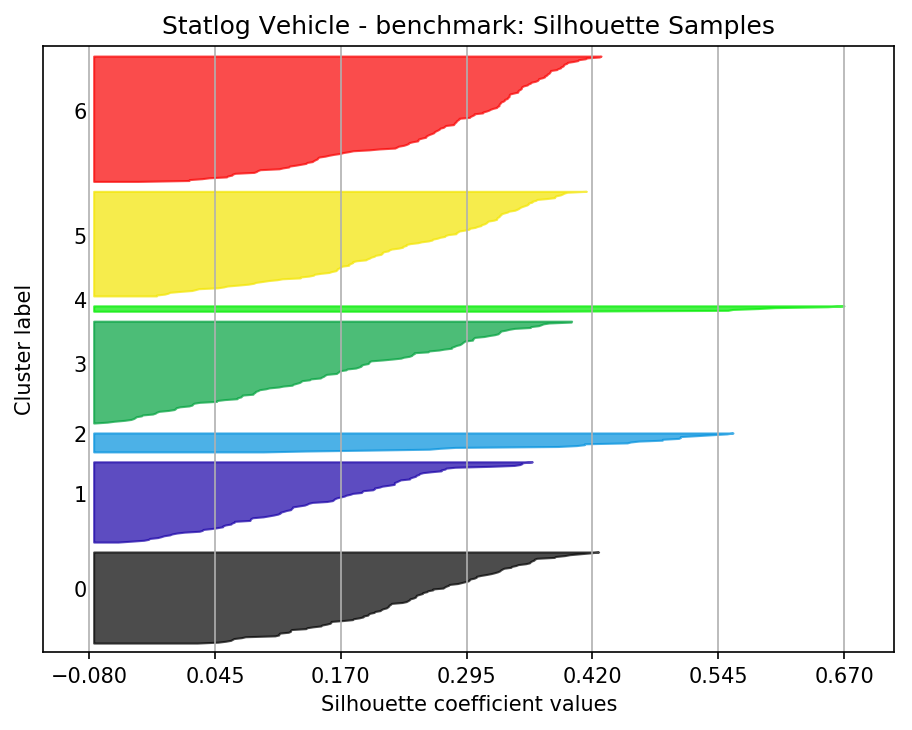 Statlog Vehicle - benchmark: Silhouette Samples
6
5
4
3
2
1
0
Cluster label
−0.080 0.045 0.170 0.295 0.420 0.545 0.670
Silhouette coefficient values